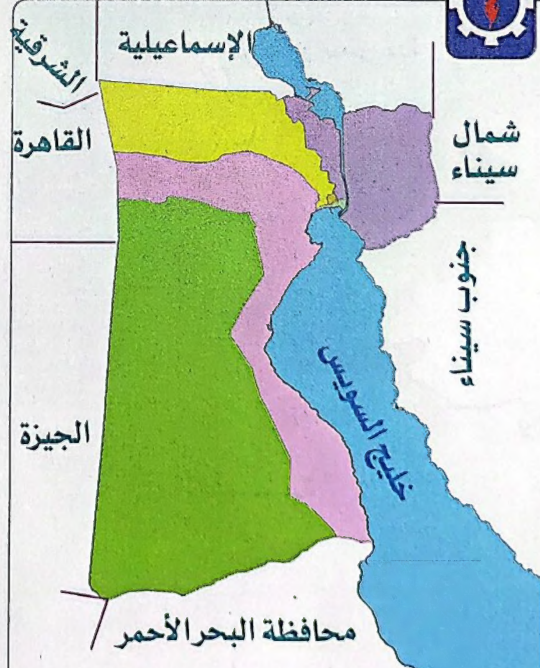 الإسماعيلية
الشرقية
القاهرة
شمال
سيناء
جنوب سيناء
خليج السويس
الجيزة
محافظة البحر الأحمر